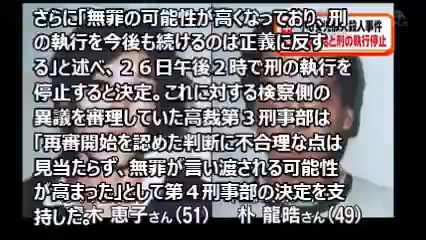 さらに「無罪の可能性が高くなっており、刑
の執行を今後も続けるのは正義に反す
る」と述べ、２６日午後２時で刑の執行を
停止すると決定。これに対する検察側の
異議を審理していた高裁第３刑事部は
「再審開始を認めた判断に不合理な点は
見当たらず、無罪が言い渡される可能性
が高まった」として第４刑事部の決定を支
持した。
殺人事件
と刑の執行停止
木 恵子さん(51)
朴 龍晧さん(49)